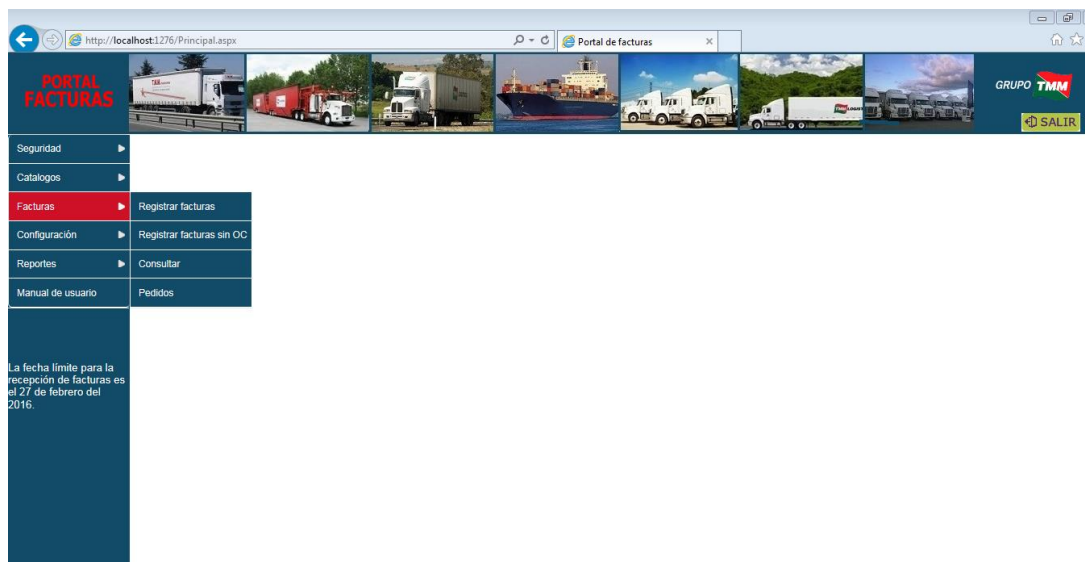 http://localhost:1276/Principal.aspx
Portal de facturas
PORTAL
FACTURAS
GRUPO TMM
SALIR
Seguridad
Catalogos
Facturas
Registrar facturas
Configuración
Registrar facturas sin OC
Reportes
Consultar
Manual de usuario
Pedidos
La fecha límite para la
recepción de facturas es
el 27 de febrero del
2016.